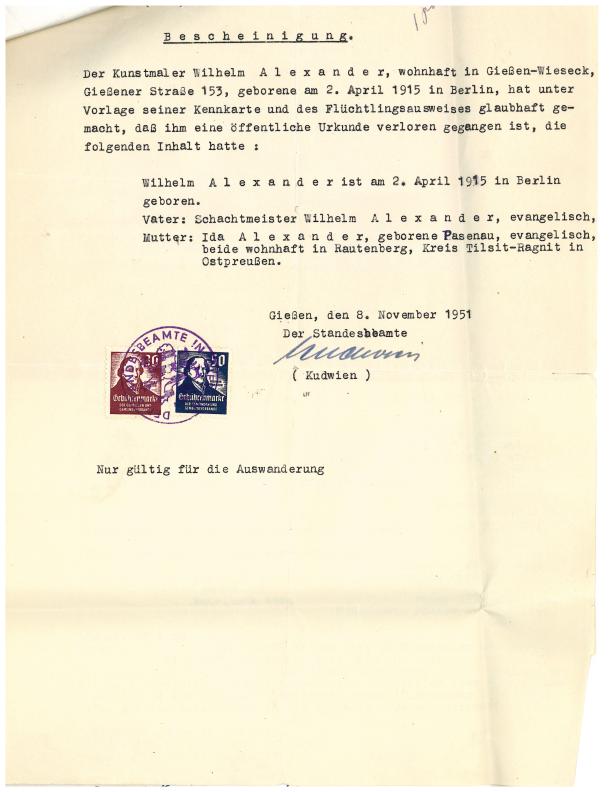 B e s c h e i n i g u n g.
Der Kunstmaler Wilhelm A l e x a n d e r, wohnhaft in Gießen-Wieseck,
Gießener Straße 153, geborene am 2. April 1915 in Berlin, hat unter
Vorlage seiner Kennkarte und des Flüchtlingsausweises glaubhaft ge-
macht, daß ihm eine öffentliche Urkunde verloren gegangen ist, die
folgenden Inhalt hatte :
Wilhelm A l e x a n d e r ist am 2. April 1915 in Berlin
geboren.
Vater: Schachtmeister Wilhelm A l e x a n d e r, evangelisch,
Mutter: Ida A l e x a n d e r, geborene Pasenau, evangelisch,
beide wohnhaft in Rautenberg, Kreis Tilsit-Ragnit in
Ostpreußen.
Gießen, den 8. November 1951
Der Standesbeamte
( Kudwien )
DESBEAMTE IN
30
50
Gebührenmarke
Gebührenmarke
Nur gültig für die Auswanderung